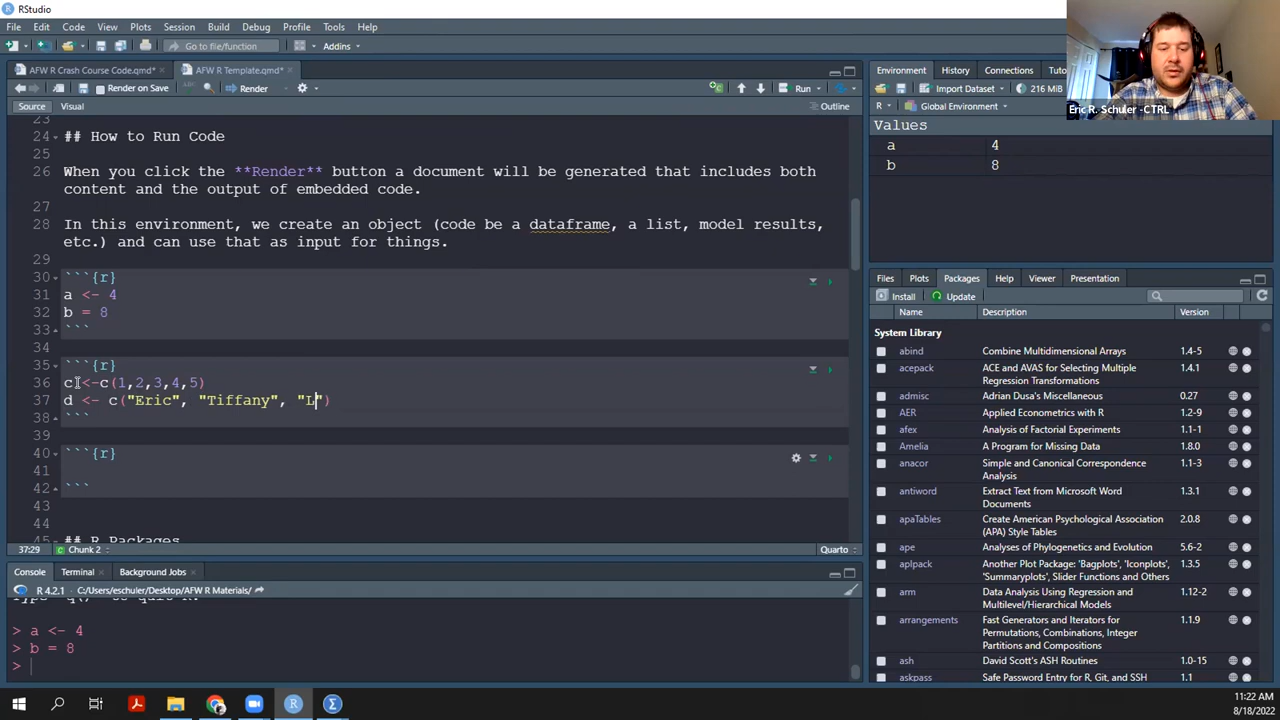 RStudio
File Edit Code View Plots Session Build Debug Profile Tools Help
Go to file/function Addins
AFW R Crash Course Code.qmd* AFW R Template.qmd*
Render on Save Render Run
Source Visual Outline
23
24 ## How to Run Code
25
26 When you click the **Render** button a document will be generated that includes both
content and the output of embedded code.
27
28 In this environment, we create an object (code be a dataframe, a list, model results,
etc.) and can use that as input for things.
29
30 ```{r}
31 a <- 4
32 b = 8
33 ```
34
35 ```{r}
36 c <-c(1,2,3,4,5)
37 d <- c("Eric", "Tiffany", "L")
38 ```
39
40 ```{r}
41
42 ```
43
44
45 ## R Packages
37:29 Chunk 2 Quarto
Console Terminal Background Jobs
R 4.2.1 · C:/Users/eschuler/Desktop/AFW R Materials/
Type 'q()' to quit R.
> a <- 4
> b = 8
>
Environment History Connections Tuto
Import Dataset 216 MiB
R Global Environment
Values
a 4
b 8
Eric R. Schuler -CTRL
Files Plots Packages Help Viewer Presentation
Install Update
Name Description Version
System Library
abind Combine Multidimensional Arrays 1.4-5
acepack ACE and AVAS for Selecting Multiple Regression Transformations 1.4.1
admisc Adrian Dusa's Miscellaneous 0.27
AER Applied Econometrics with R 1.2-9
afex Analysis of Factorial Experiments 1.1-1
Amelia A Program for Missing Data 1.8.0
anacor Simple and Canonical Correspondence Analysis 1.1-3
antiword Extract Text from Microsoft Word Documents 1.3.1
apaTables Create American Psychological Association (APA) Style Tables 2.0.8
ape Analyses of Phylogenetics and Evolution 5.6-2
aplpack Another Plot Package: 'Bagplots', 'Iconplots', 'Summaryplots', Slider Functions and Others 1.3.5
arm Data Analysis Using Regression and Multilevel/Hierarchical Models 1.12-2
arrangements Fast Generators and Iterators for Permutations, Combinations, Integer Partitions and Compositions 1.1.9
ash David Scott's ASH Routines 1.0-15
askpass Safe Password Entry for R, Git, and SSH 1.1
11:22 AM
8/18/2022